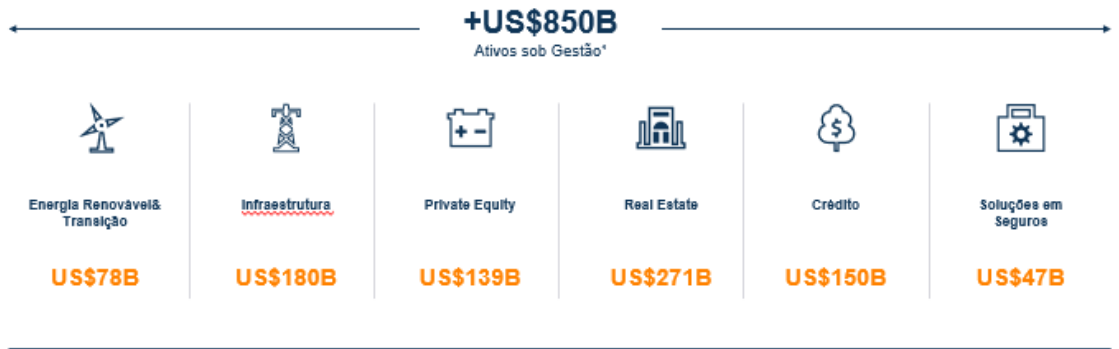 +US$850B
Ativos sob Gestão*
Energia Renovável&
Transição
US$78B
Infraestrutura
US$180B
Private Equity
US$139B
Real Estate
US$271B
Crédito
US$150B
Soluções em
Seguros
US$47B